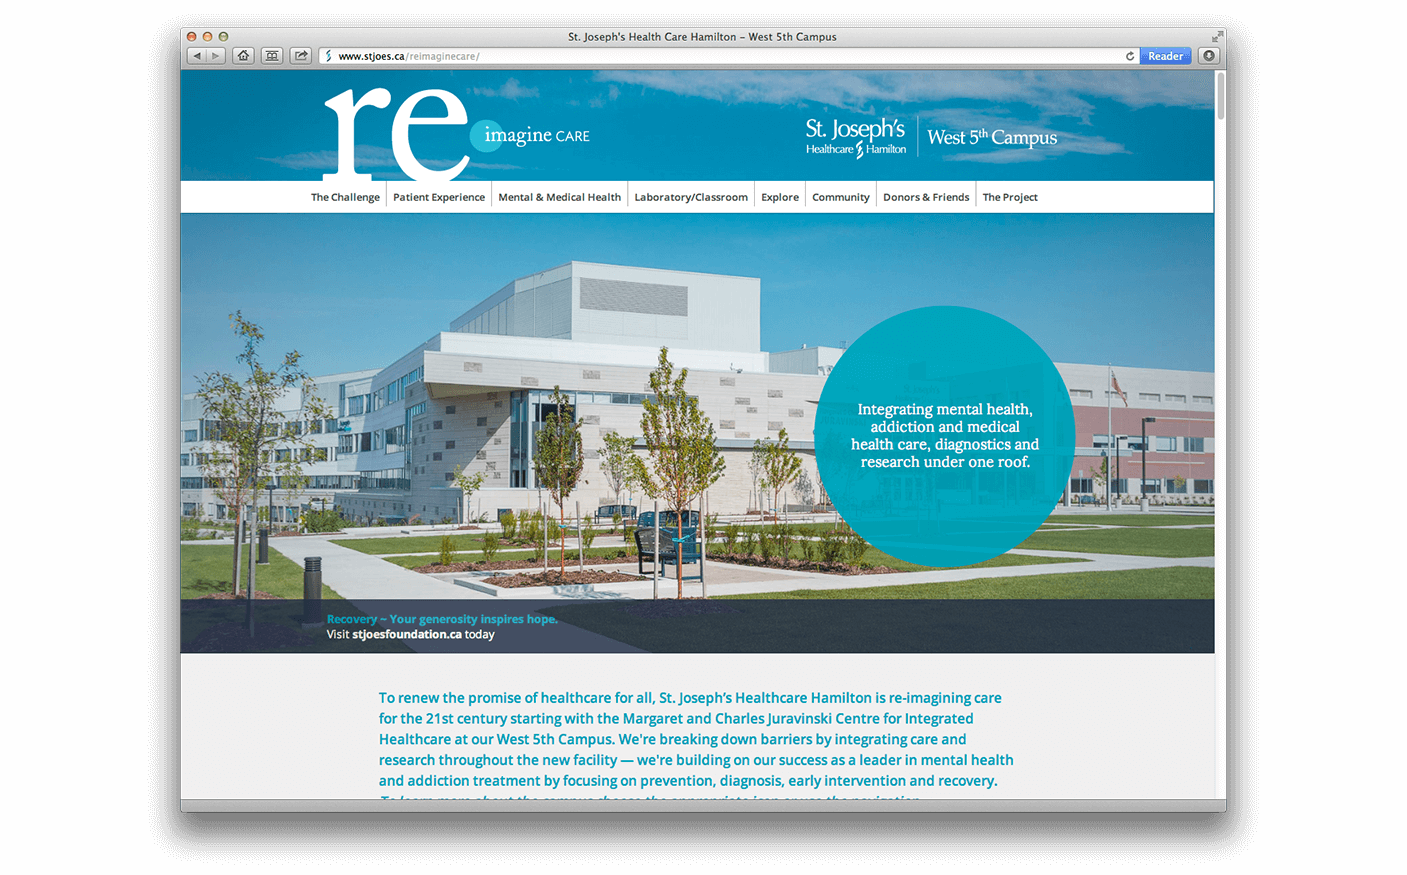 St. Joseph's Health Care Hamilton – West 5th Campus
www.stjoes.ca/reimaginecare/
Reader
re
imagine CARE
St. Joseph's
Healthcare Hamilton
West 5th Campus
The Challenge
Patient Experience
Mental & Medical Health
Laboratory/Classroom
Explore
Community
Donors & Friends
The Project
Integrating mental health,
addiction and medical
health care, diagnostics and
research under one roof.
Recovery ~ Your generosity inspires hope.
Visit stjoesfoundation.ca today
To renew the promise of healthcare for all, St. Joseph's Healthcare Hamilton is re-imagining care
for the 21st century starting with the Margaret and Charles Juravinski Centre for Integrated
Healthcare at our West 5th Campus. We're breaking down barriers by integrating care and
research throughout the new facility — we're building on our success as a leader in mental health
and addiction treatment by focusing on prevention, diagnosis, early intervention and recovery.